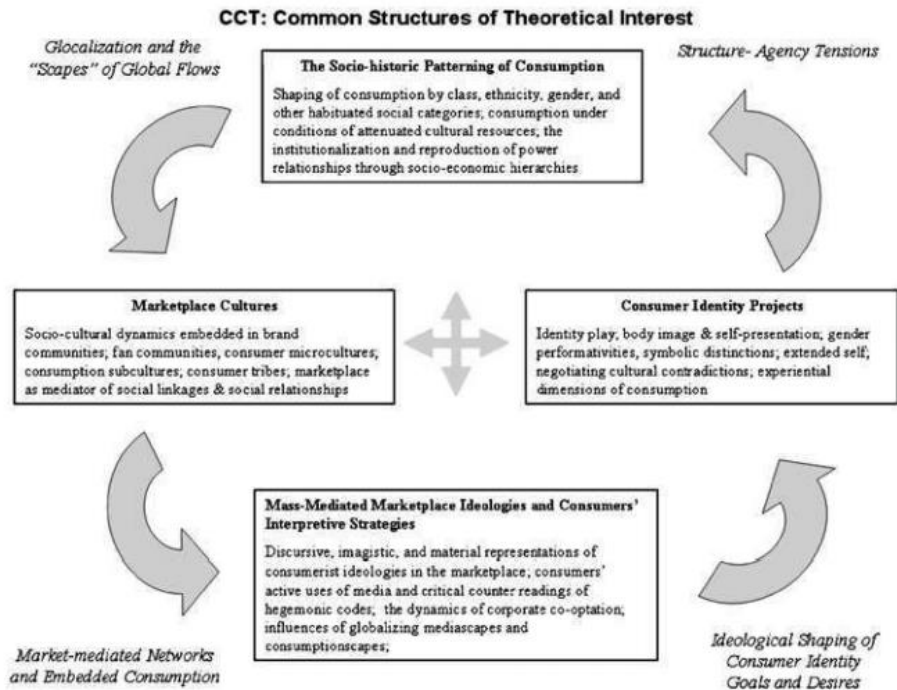 CCT: Common Structures of Theoretical Interest
Glocalization and the
"Scapes" of Global Flows
Structure- Agency Tensions
The Socio-historic Patterning of Consumption
Shaping of consumption by class, ethnicity, gender, and
other habituated social categories; consumption under
conditions of attenuated cultural resources; the
institutionalization and reproduction of power
relationships through socio-economic hierarchies
Marketplace Cultures
Socio-cultural dynamics embedded in brand
communities; fan communities, consumer microcultures;
consumption subcultures; consumer tribes; marketplace
as mediator of social linkages & social relationships
Consumer Identity Projects
Identity play; body image & self-presentation; gender
performativities, symbolic distinctions; extended self;
negotiating cultural contradictions; experiential
dimensions of consumption
Mass-Mediated Marketplace Ideologies and Consumers'
Interpretive Strategies
Discursive, imagistic, and material representations of
consumerist ideologies in the marketplace; consumers'
active uses of media and critical counter readings of
hegemonic codes; the dynamics of corporate co-optation;
influences of globalizing mediascapes and
consumptionscapes;
Market-mediated Networks
and Embedded Consumption
Ideological Shaping of
Consumer Identity
Goals and Desires